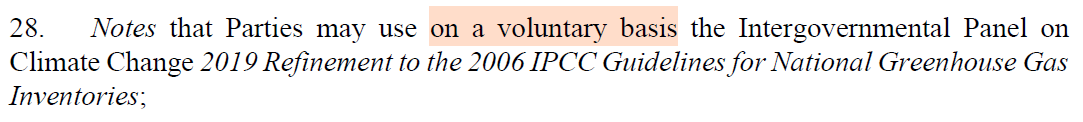 28. Notes that Parties may use on a voluntary basis the Intergovernmental Panel on
Climate Change 2019 Refinement to the 2006 IPCC Guidelines for National Greenhouse Gas
Inventories;